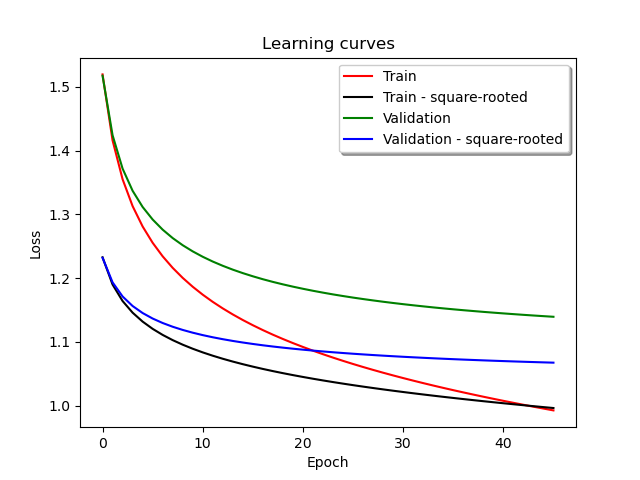 Learning curves
Train
Train - square-rooted
Validation
Validation - square-rooted
Loss
1.5
1.4
1.3
1.2
1.1
1.0
0 10 20 30 40
Epoch